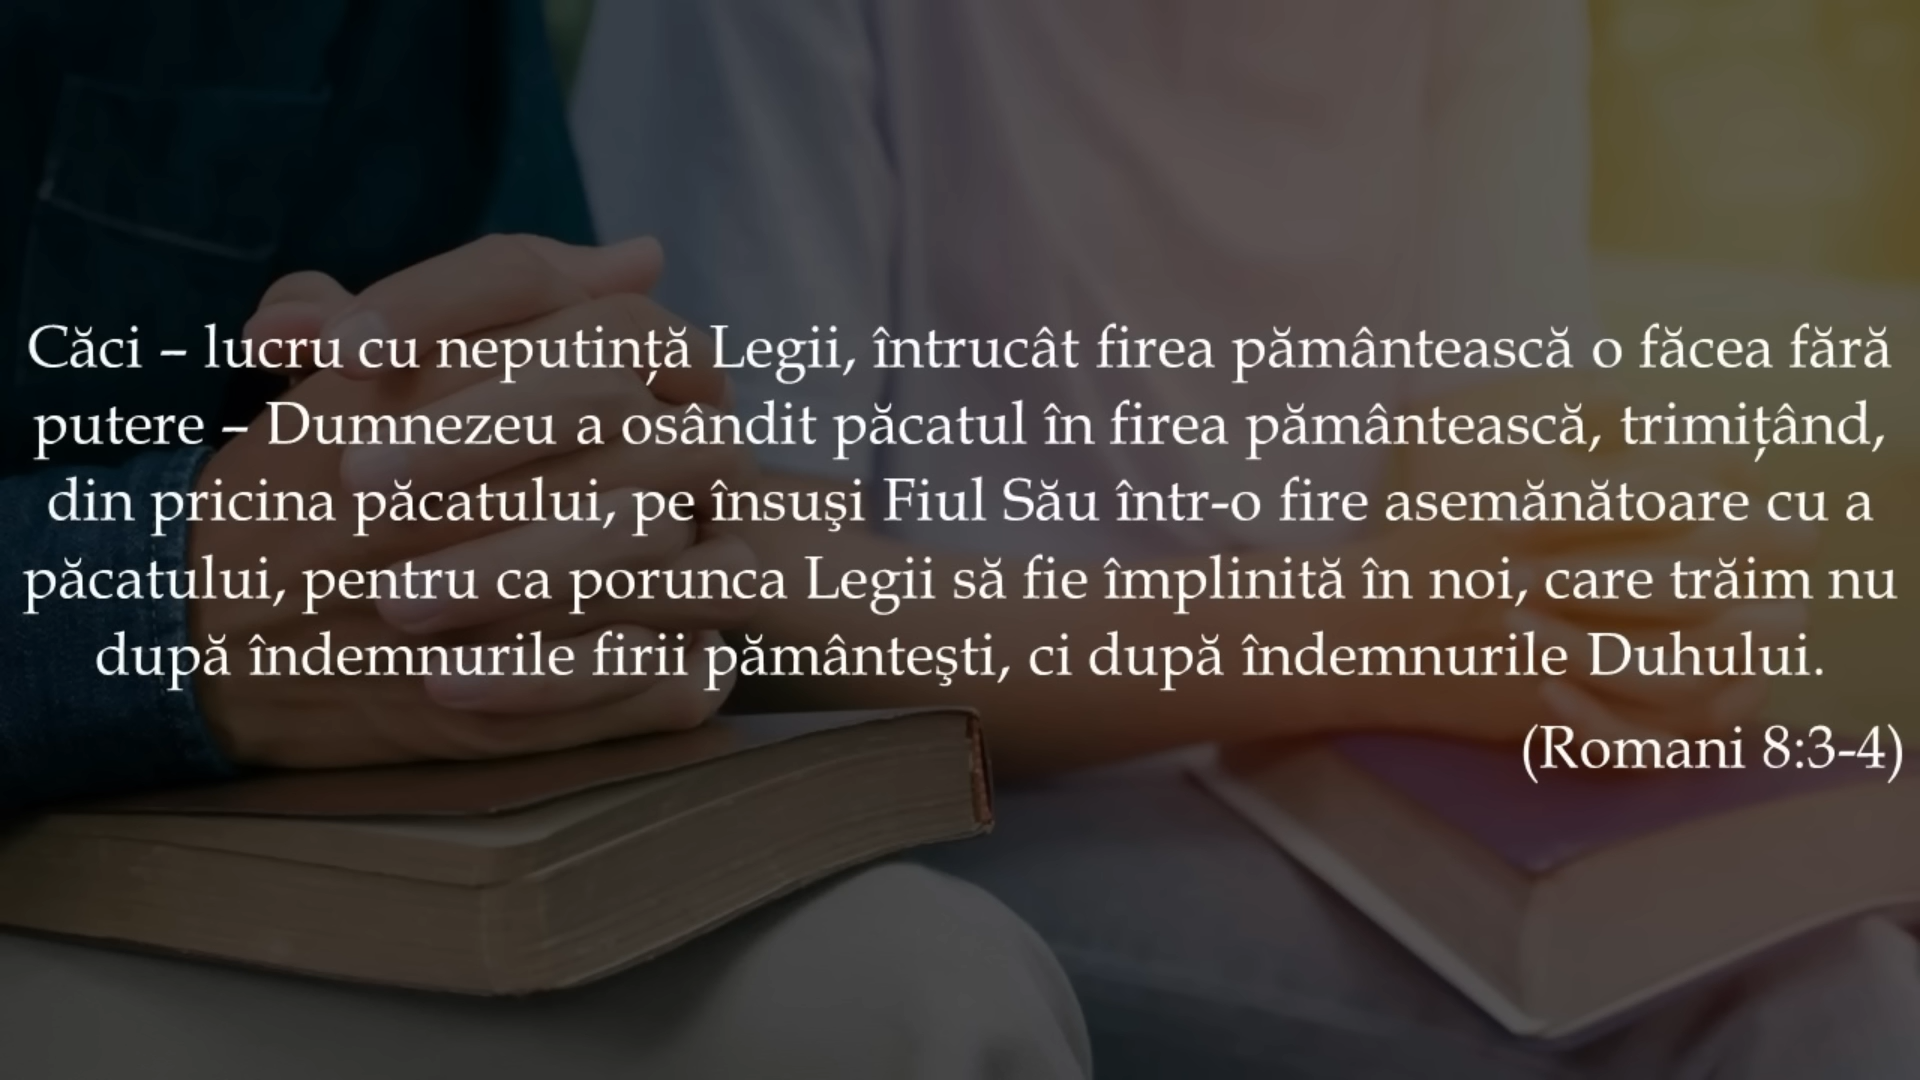 Căci – lucru cu neputință Legii, întrucât firea pământească o făcea fără
putere – Dumnezeu a osândit păcatul în firea pământească, trimițând,
din pricina păcatului, pe însuşi Fiul Său într-o fire asemănătoare cu a
păcatului, pentru ca porunca Legii să fie împlinită în noi, care trăim nu
după îndemnurile firii pământeşti, ci după îndemnurile Duhului.
(Romani 8:3-4)